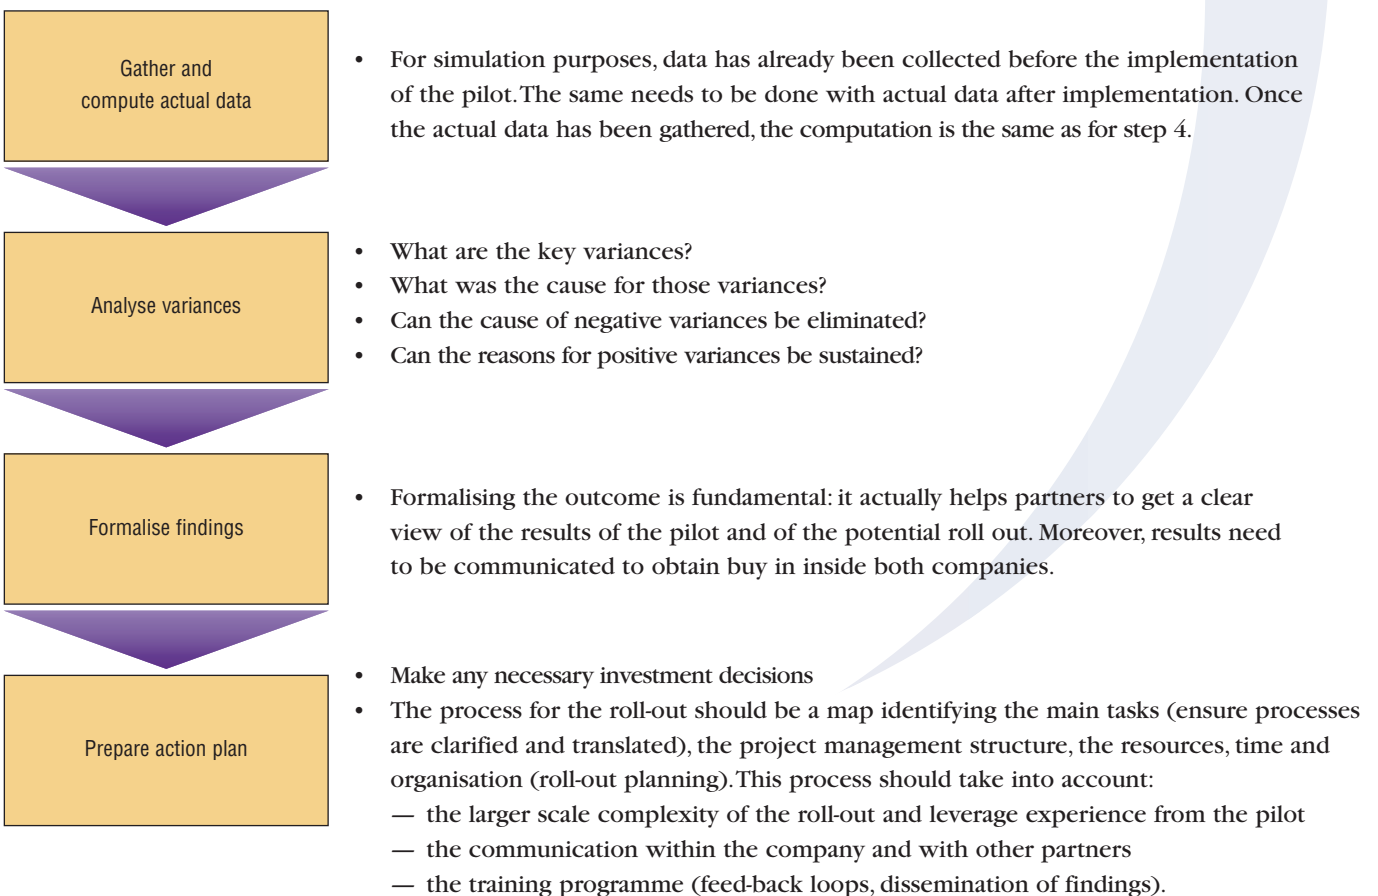 Gather and
compute actual data
• For simulation purposes, data has already been collected before the implementation
of the pilot. The same needs to be done with actual data after implementation. Once
the actual data has been gathered, the computation is the same as for step 4.
Analyse variances
• What are the key variances?
• What was the cause for those variances?
• Can the cause of negative variances be eliminated?
• Can the reasons for positive variances be sustained?
Formalise findings
• Formalising the outcome is fundamental: it actually helps partners to get a clear
view of the results of the pilot and of the potential roll out. Moreover, results need
to be communicated to obtain buy in inside both companies.
Prepare action plan
• Make any necessary investment decisions
• The process for the roll-out should be a map identifying the main tasks (ensure processes
are clarified and translated), the project management structure, the resources, time and
organisation (roll-out planning). This process should take into account:
— the larger scale complexity of the roll-out and leverage experience from the pilot
— the communication within the company and with other partners
— the training programme (feed-back loops, dissemination of findings).